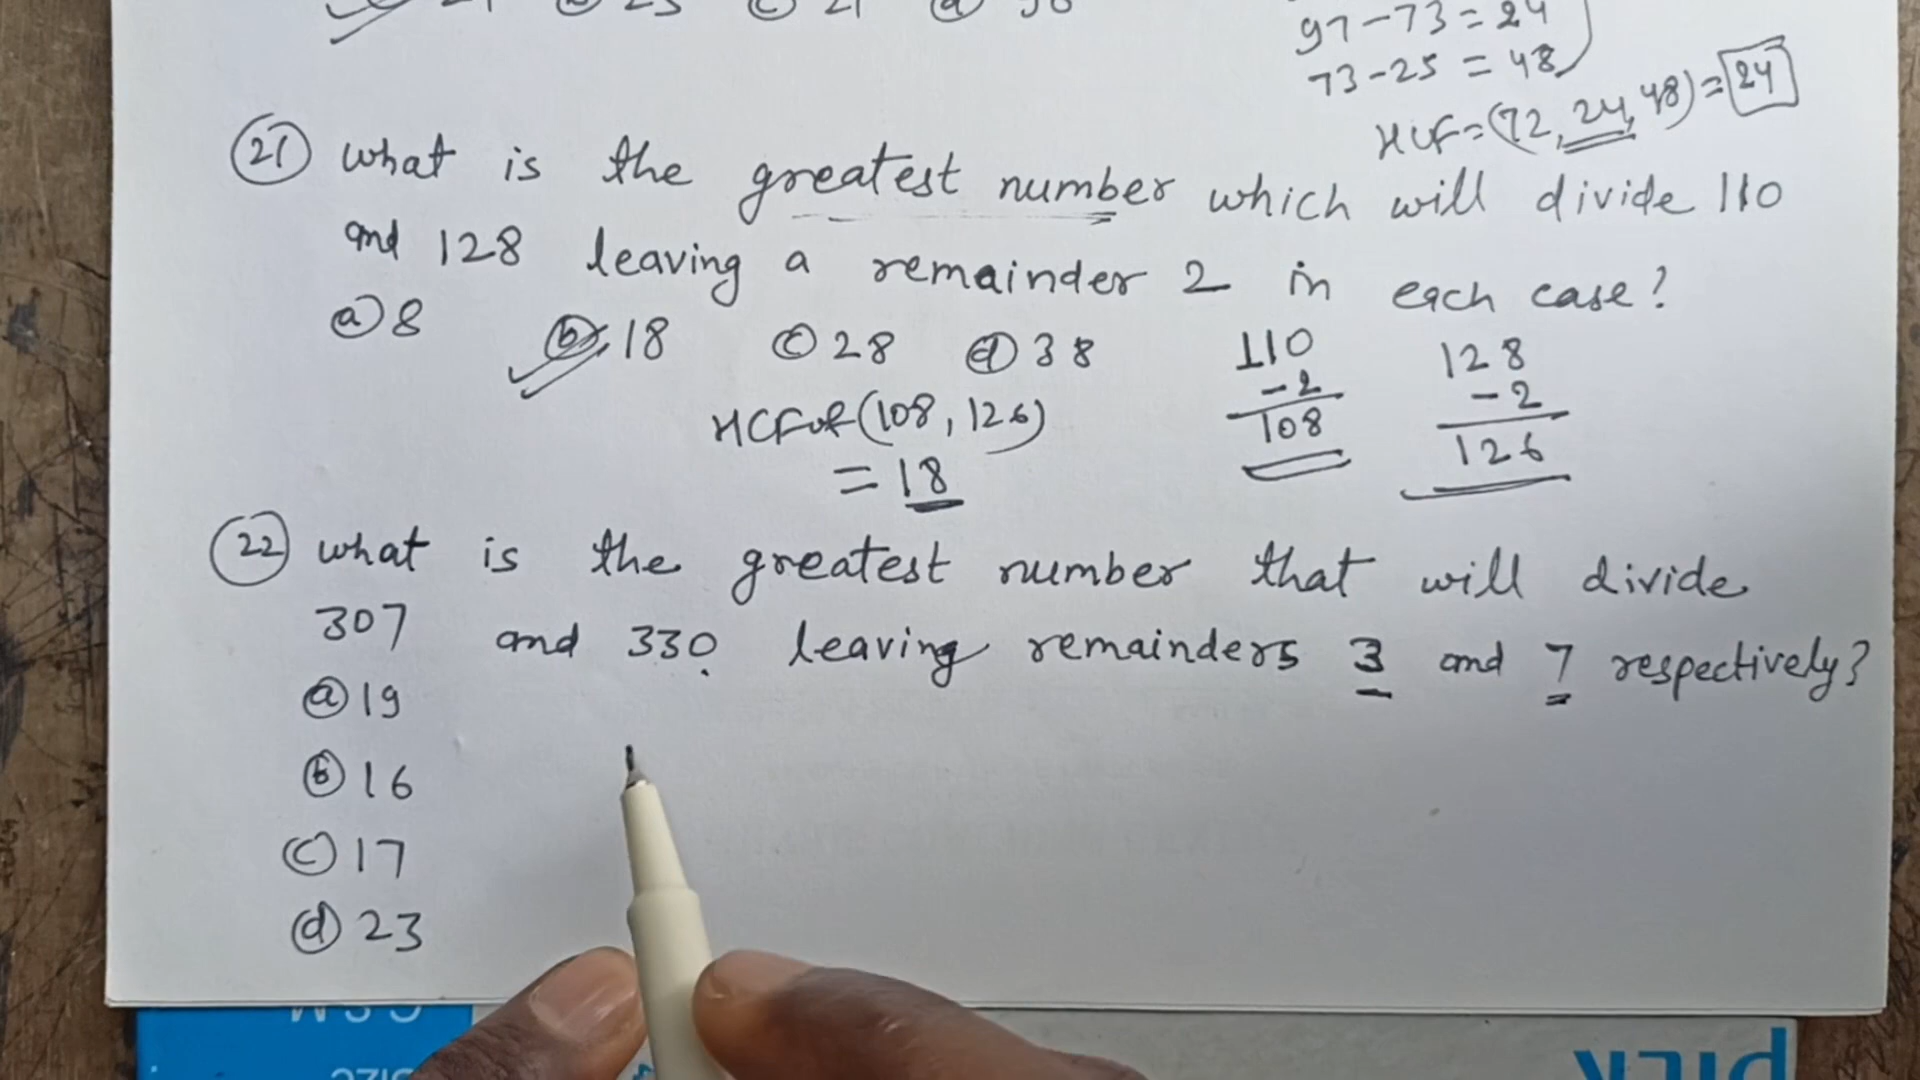 97-73=24
73-25=48
HCF=(72, 24, 48)=24
21 What is the greatest number which will divide 110
and 128 leaving a remainder 2 in each case?
a 8 b 18 c 28 d 38
110
-2
108
128
-2
126
HCF of (108, 126)
= 18
22 what is the greatest number that will divide
307 and 330 leaving remainders 3 and 7 respectively?
a 19
b 16
c 17
d 23